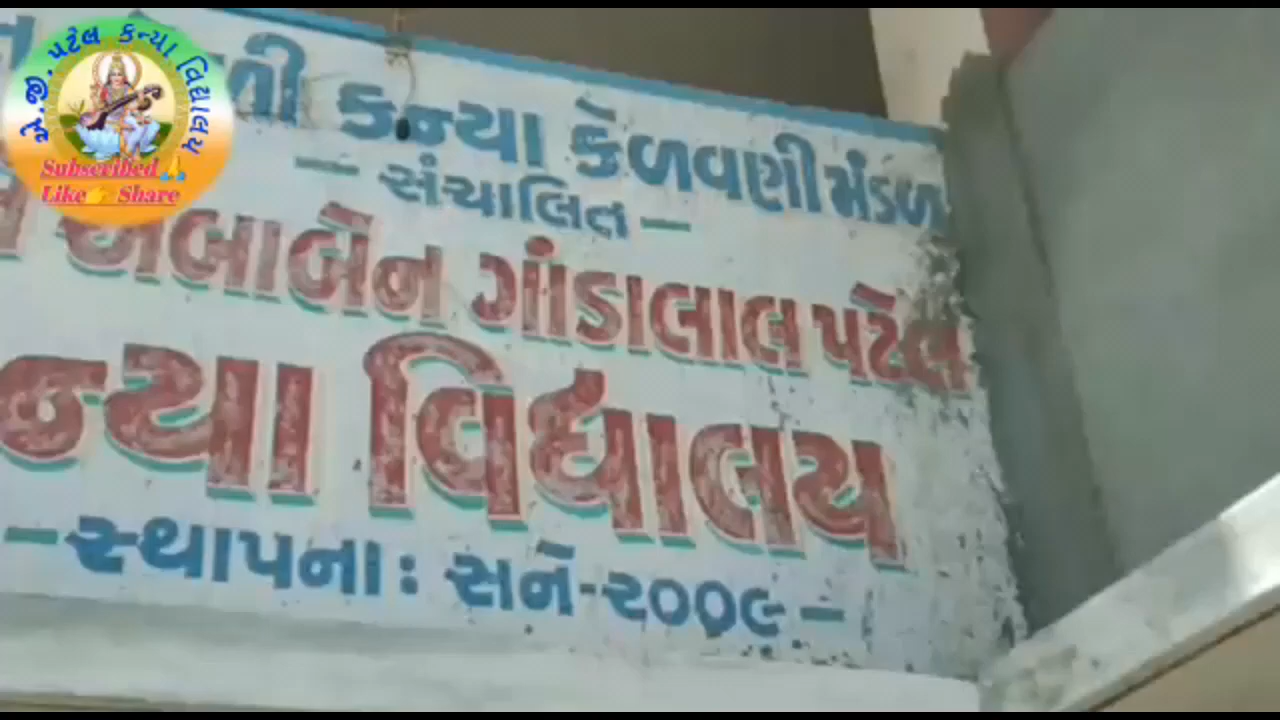 એ.જી. પટેલ કન્યા વિદ્યાલય
Subscribed
Like Share
કન્યા કેળવણી મંડળ
- સંચાલિત -
અંબાબેન ગાંડાલાલ પટેલ
વિદ્યાલય
- સ્થાપના : સને-૨૦૦૯ -